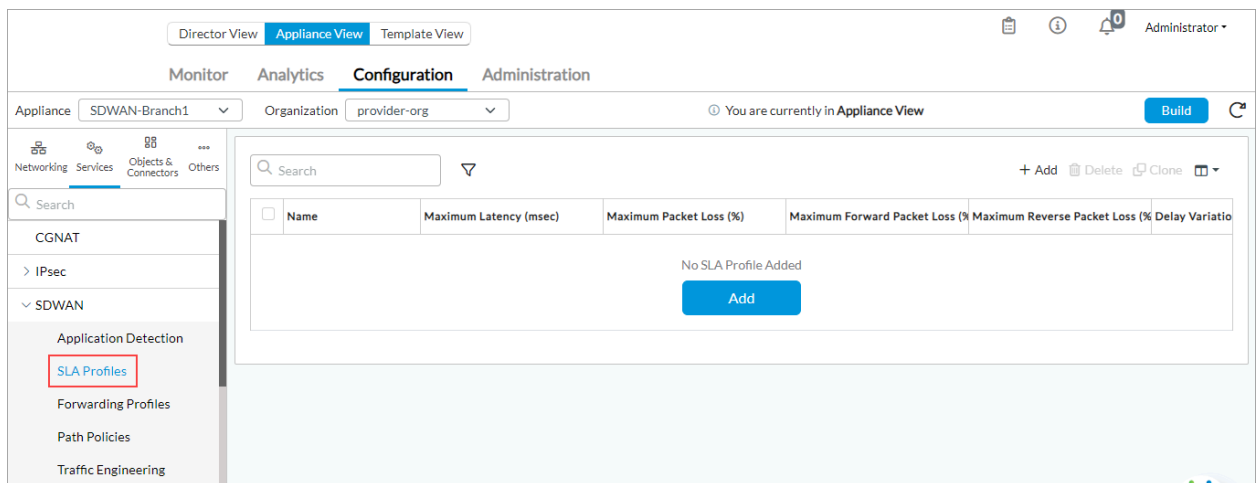 Director View Appliance View Template View 0 Administrator
Monitor Analytics Configuration Administration
Appliance SDWAN-Branch1 Organization provider-org You are currently in Appliance View Build
Networking Services Objects & Connectors Others
Search
CGNAT
IPsec
SDWAN
Application Detection
SLA Profiles
Forwarding Profiles
Path Policies
Traffic Engineering
Search + Add Delete Clone
Name Maximum Latency (msec) Maximum Packet Loss (%) Maximum Forward Packet Loss (% Maximum Reverse Packet Loss (% Delay Variatio
No SLA Profile Added
Add